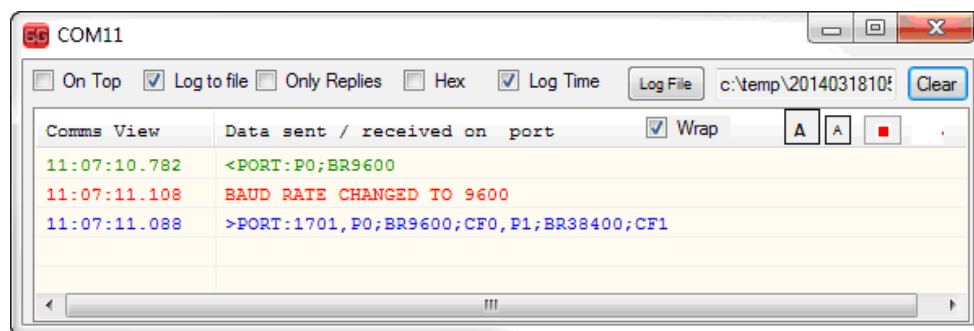 6G COM11
On Top Log to file Only Replies Hex Log Time Log File c:\temp\20140318105 Clear
Comms View Data sent / received on port Wrap A A
11:07:10.782 <PORT:P0;BR9600
11:07:11.108 BAUD RATE CHANGED TO 9600
11:07:11.088 >PORT:1701,P0;BR9600;CF0,P1;BR38400;CF1